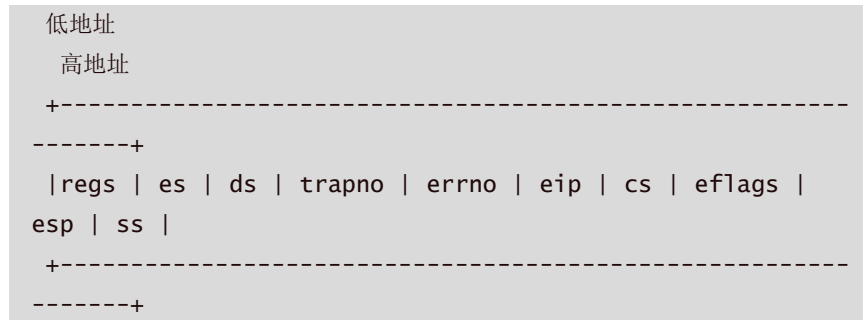 低地址
高地址
+--------------------------------------------------------
-------+
|regs | es | ds | trapno | errno | eip | cs | eflags |
esp | ss |
+--------------------------------------------------------
-------+